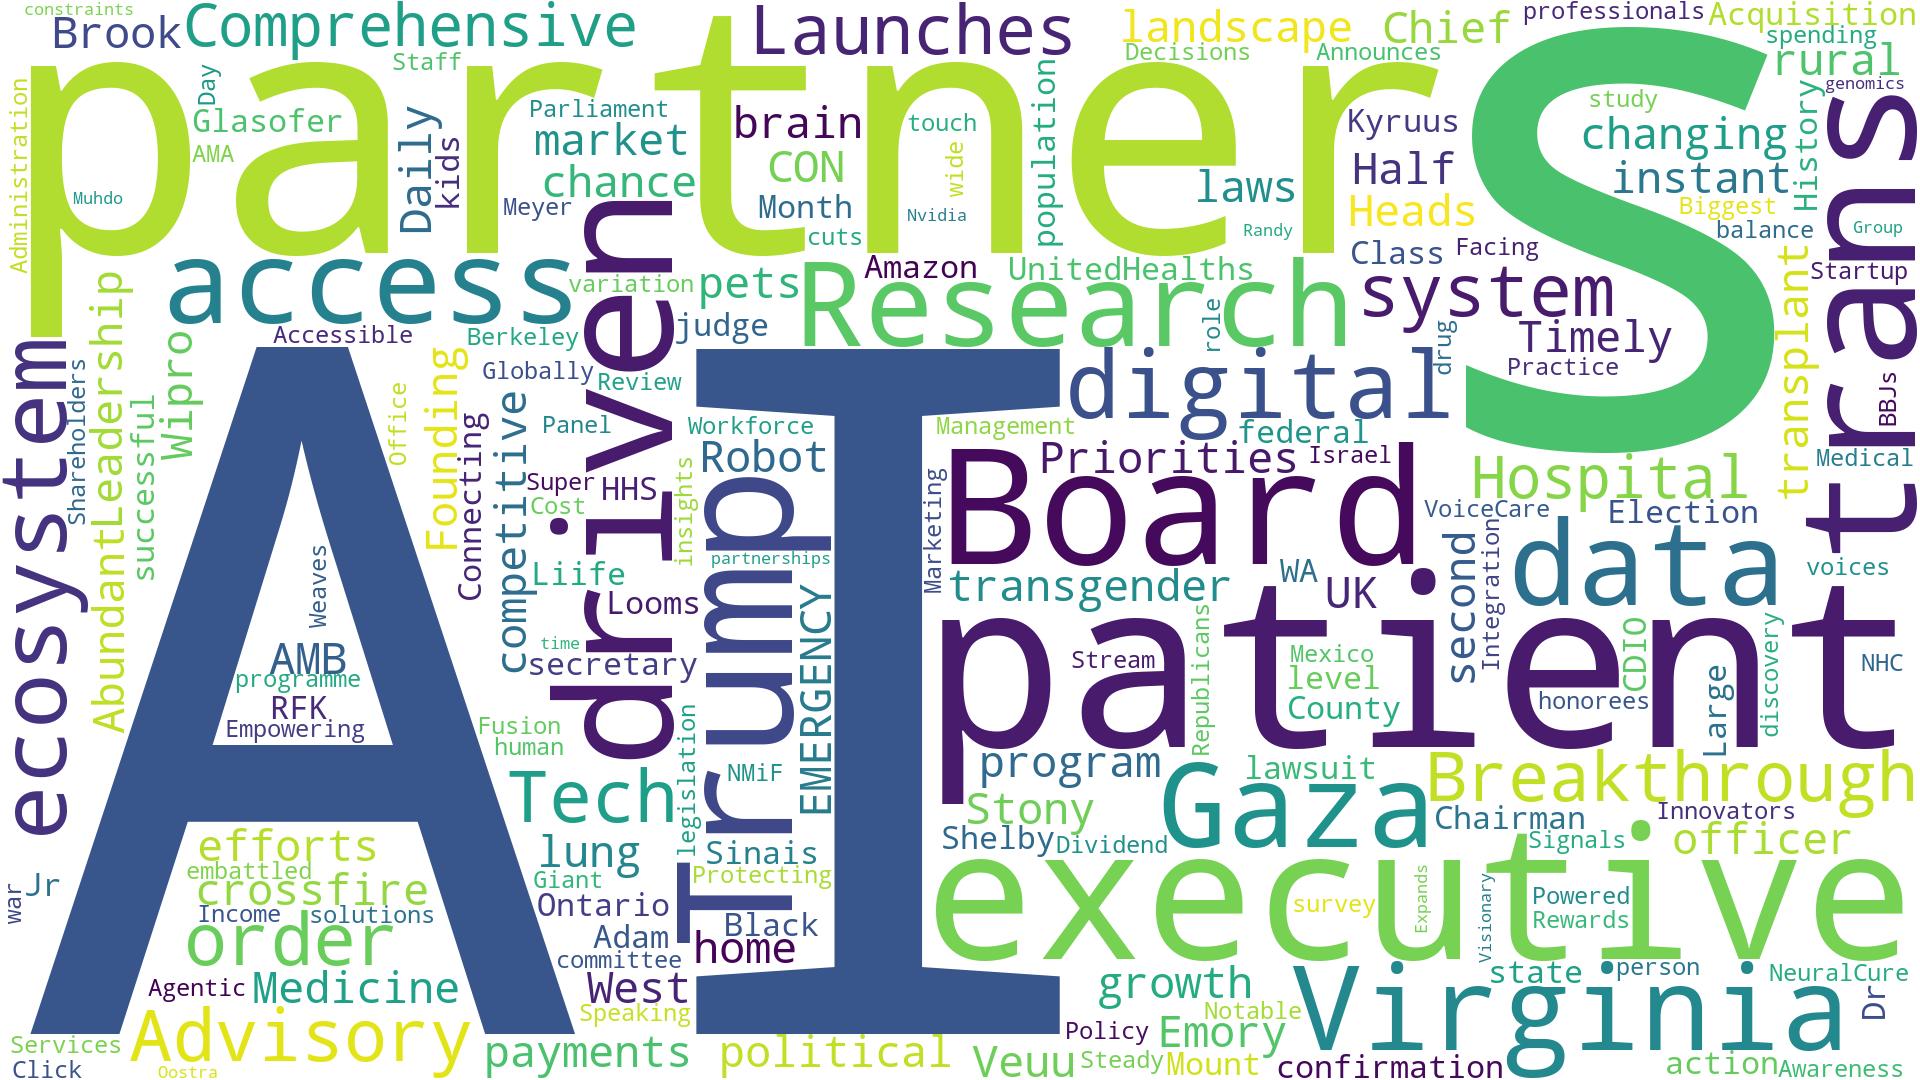 constraints
Brook
Comprehensive
Launches
landscape
Chief
professionals
Acquisition
Staff
Decisions
Announces
spending
rural
partner
S
Administration
Day
Glasofer
AMA
Daily
kids
Parliament
market
chance
brain
CON
touch
wide
population
Kyruus
study
changing
genomics
History
trans
Muhdo
Meyer
Month
Nvidia
cuts
laws
Half
Heads
Randy
instant
Biggest
balance
Group
access
driven
variation
pets
Amazon
UnitedHealths
Class
Facing
system
Startup
transplant
Research
AbundantLeadership
Accessible
Berkeley
judge
role
Timely
Practice
drug
ecosystem
Shareholders
Wipro
successful
Office
Founding
Globally
Review
digital
BBJs
AI
Connecting
competitive
Panel
Workforce
Management
federal
Robot
Board
Priorities
Israel
Hospital
Medical
Super
HHS
Cost
insights
Trump
Marketing
VoiceCare
Election
Weaves
Liife
partnerships
EMERGENCY
transgender
WA
UK
second
Integration
data
voices
Looms
time
secretary
AMB
programme
RFK
Empowering
patient
Stream
Republicans
Mexico
level
County
CDIO
honorees
Large
discovery
NHC
Fusion
human
legislation
NMiF
program
lawsuit
Breakthrough
Tech
Stony
Gaza
Chairman
Innovators
Shelby
Dividend
Signals
officer
efforts
embattled
crossfire
lung
Sinais
Giant
Protecting
executive
war
Jr
Income
solutions
order
Ontario
Black
survey
Expands
Visionary
Powered
Rewards
Adam
committee
home
Agentic
Medicine
West
growth
Virginia
state
person
NeuralCure
Dr
Speaking
Notable
Advisory
Services
Click
Oostra
payments
political
Policy
Emory
Veuu
Steady
Mount
confirmation
action
Awareness